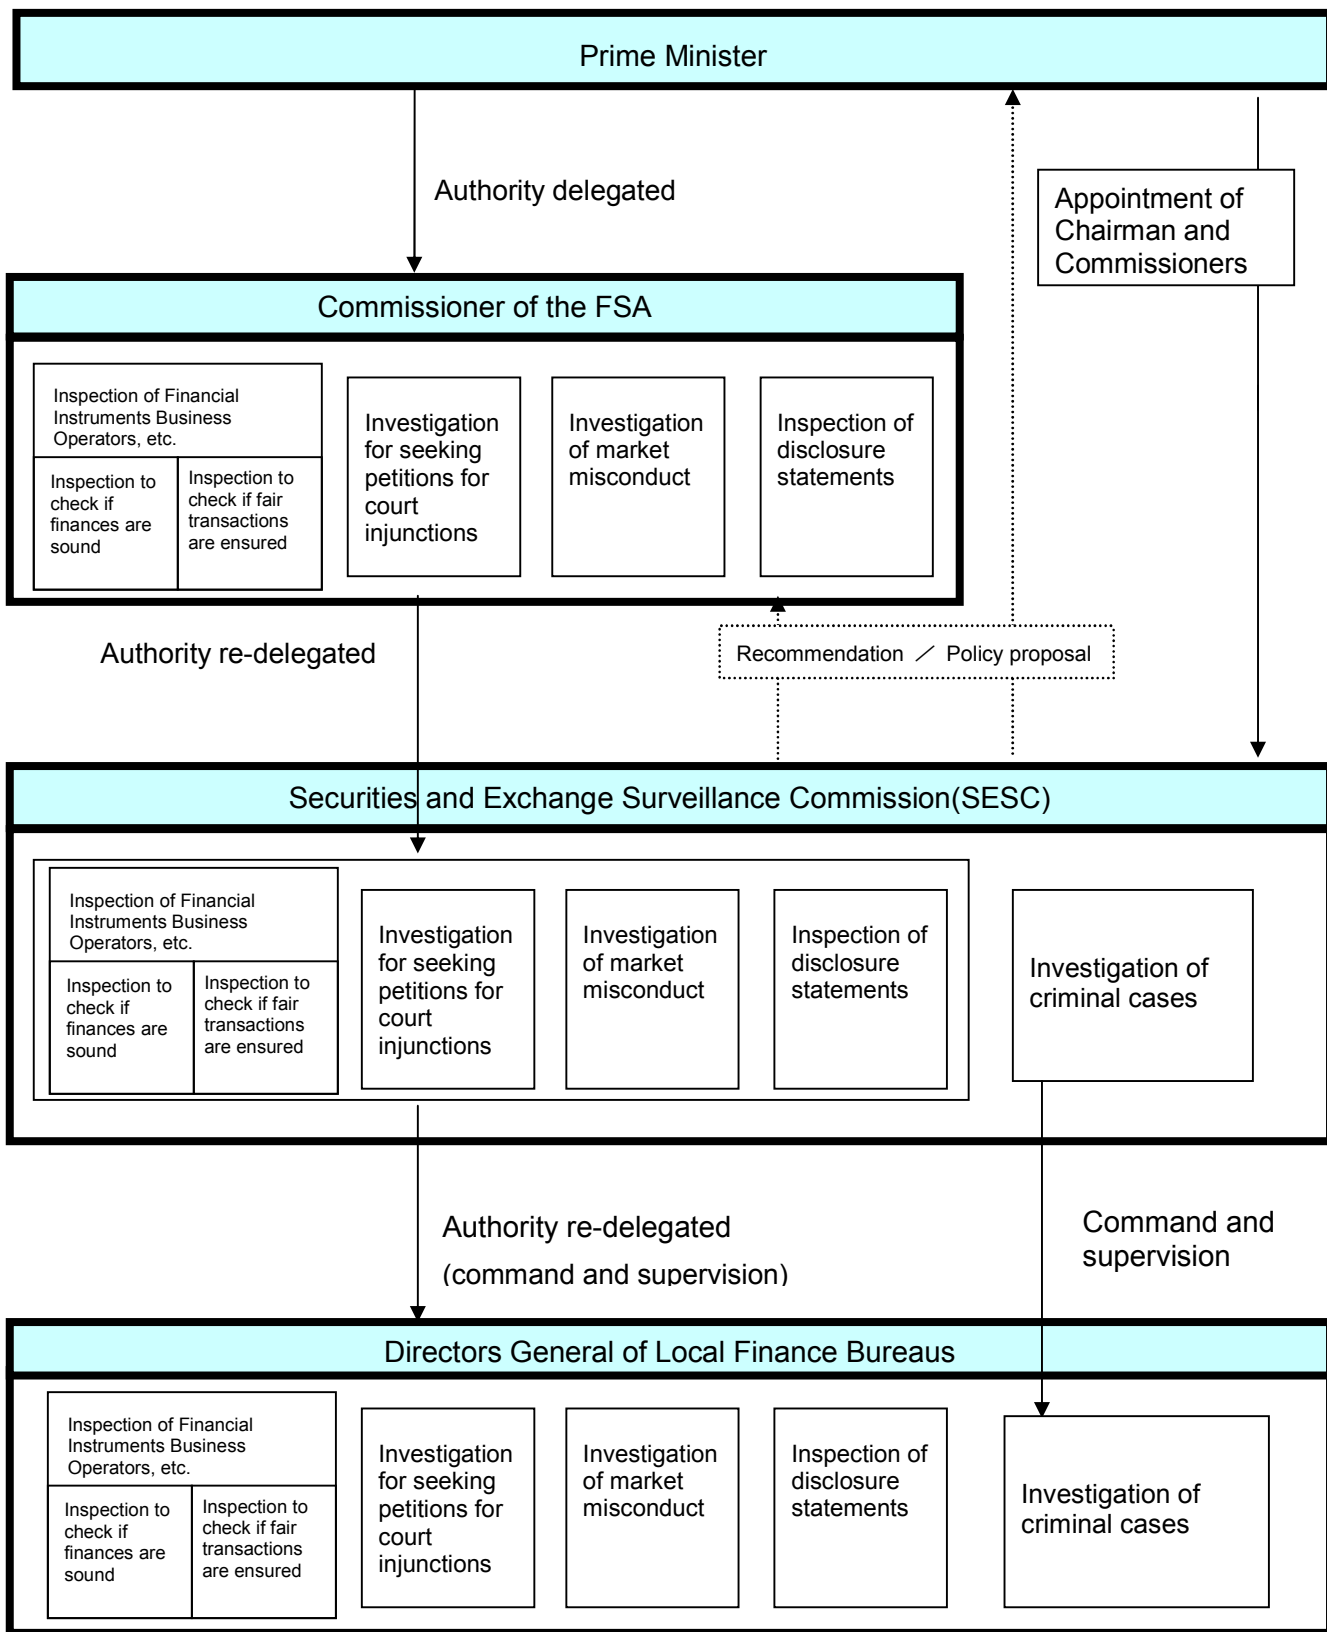 Prime Minister
Authority delegated
Appointment of
Chairman and
Commissioners
Commissioner of the FSA
Inspection of Financial
Instruments Business
Operators, etc.
Inspection to
check if
finances are
sound
Inspection to
check if fair
transactions
are ensured
Investigation
for seeking
petitions for
court
injunctions
Investigation
of market
misconduct
Inspection of
disclosure
statements
Authority re-delegated
Recommendation ／ Policy proposal
Securities and Exchange Surveillance Commission(SESC)
Inspection of Financial
Instruments Business
Operators, etc.
Inspection to
check if
finances are
sound
Inspection to
check if fair
transactions
are ensured
Investigation
for seeking
petitions for
court
injunctions
Investigation
of market
misconduct
Inspection of
disclosure
statements
Investigation of
criminal cases
Authority re-delegated
(command and supervision)
Command and
supervision
Directors General of Local Finance Bureaus
Inspection of Financial
Instruments Business
Operators, etc.
Inspection to
check if
finances are
sound
Inspection to
check if fair
transactions
are ensured
Investigation
for seeking
petitions for
court
injunctions
Investigation
of market
misconduct
Inspection of
disclosure
statements
Investigation of
criminal cases